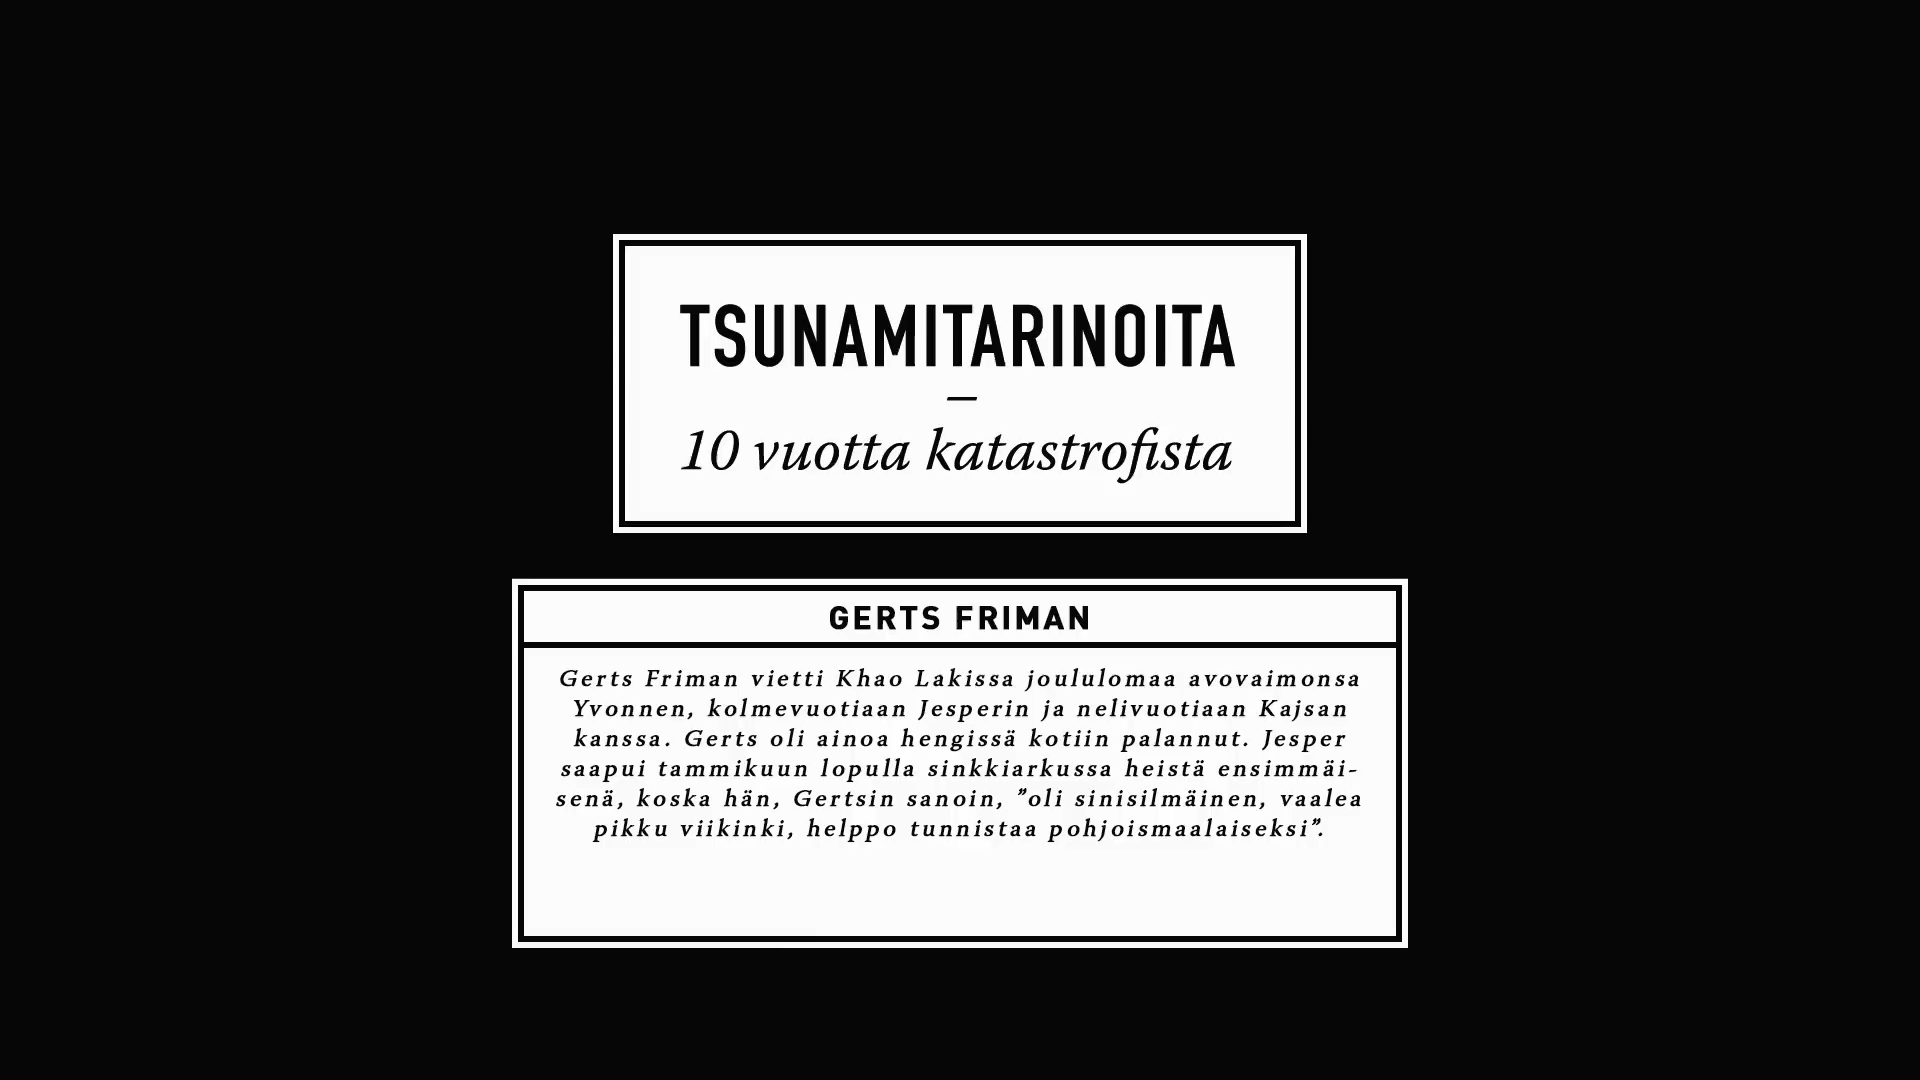 TSUNAMITARINOITA
–
10 vuotta katastrofista
GERTS FRIMAN
Gerts Friman vietti Khao Lakissa joululomaa avovaimonsa
Yvonnen, kolmevuotiaan Jesperin ja nelivuotiaan Kajsan
kanssa. Gerts oli ainoa hengissä kotiin palannut. Jesper
saapui tammikuun lopulla sinkkiarkussa heistä ensimmäi-
senä, koska hän, Gertsin sanoin, ”oli sinisilmäinen, vaalea
pikku viikinki, helppo tunnistaa pohjoismaalaiseksi”.